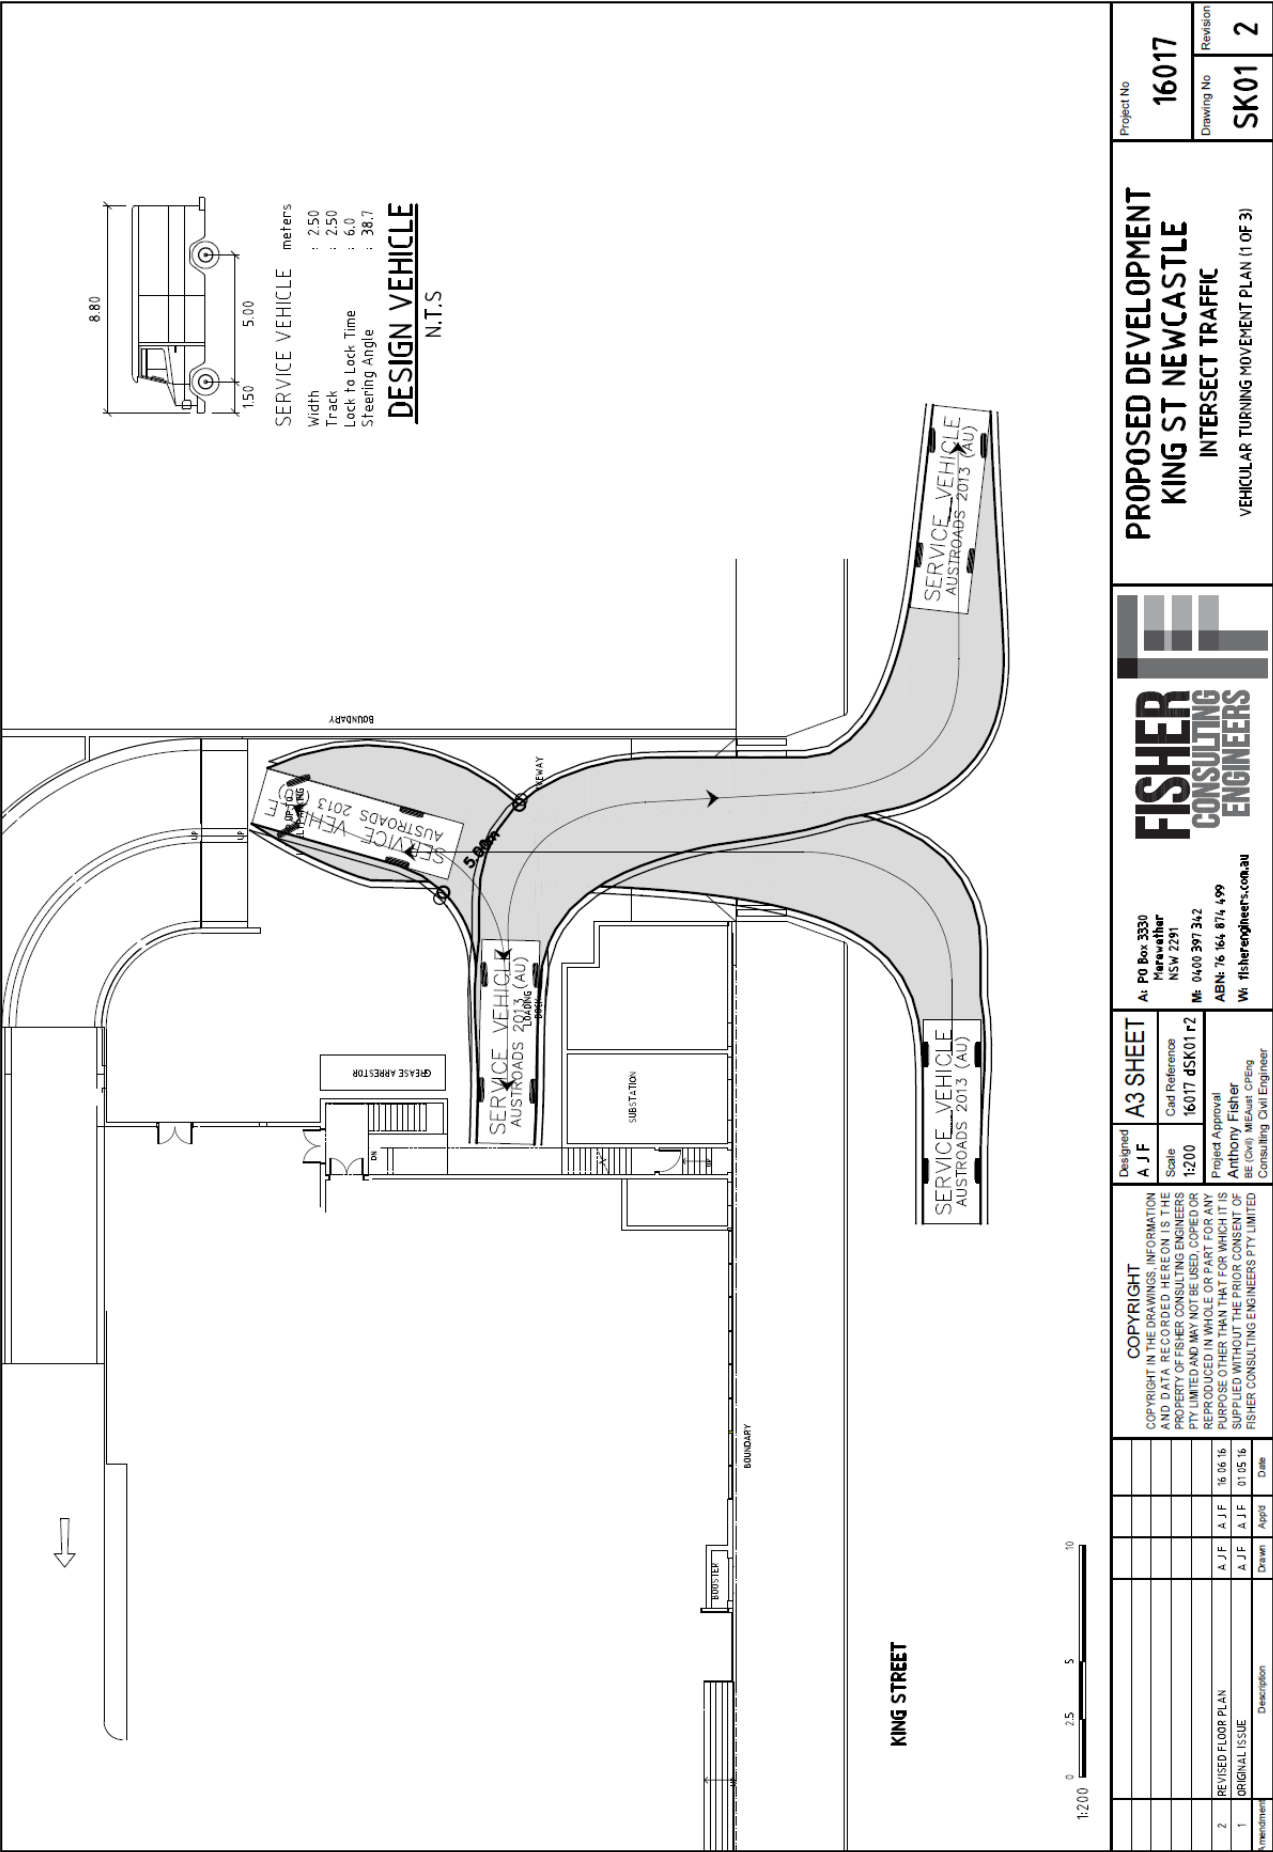 8.80
1.50
5.00
SERVICE VEHICLE
meters
Width : 2.50
Track : 2.50
Lock to Lock Time : 6.0
Steering Angle : 38.7
DESIGN VEHICLE
N.T.S
BOUNDARY
UP
UP
SERVICE VEHICLE
AUSTROADS 2013 (AU)
5.00m
SERVICE VEHICLE
AUSTROADS 2013 (AU)
LOADING
DOCK
GREASE ARRESTOR
SUBSTATION
DN
UP
SERVICE VEHICLE
AUSTROADS 2013 (AU)
SERVICE VEHICLE
AUSTROADS 2013 (AU)
BOUNDARY
BOOSTER
KING STREET
1:200
0 2.5 5 10
2 REVISED FLOOR PLAN A J F A J F 16 06 16
1 ORIGINAL ISSUE A J F A J F 01 05 16
Amendment Description Drawn App'd Date
COPYRIGHT
COPYRIGHT IN THE DRAWINGS, INFORMATION
AND DATA RECORDED HEREON IS THE
PROPERTY OF FISHER CONSULTING ENGINEERS
PTY LIMITED AND MAY NOT BE USED, COPIED OR
REPRODUCED IN WHOLE OR PART FOR ANY
PURPOSE OTHER THAN THAT FOR WHICH IT IS
SUPPLIED WITHOUT THE PRIOR CONSENT OF
FISHER CONSULTING ENGINEERS PTY LIMITED
Designed
A J F
A3 SHEET
Scale
1:200
Cad Reference
16017 dSK01 r2
Project Approval
Anthony Fisher
BE (Civil) MIEAust CPEng
Consulting Civil Engineer
A: PO Box 3330
Merewether
NSW 2291
M: 0400 397 342
ABN: 76 164 874 499
W: fisherengineers.com.au
FISHER
CONSULTING
ENGINEERS
PROPOSED DEVELOPMENT
KING ST NEWCASTLE
INTERSECT TRAFFIC
VEHICULAR TURNING MOVEMENT PLAN (1 OF 3)
Project No
16017
Drawing No
SK01
Revision
2